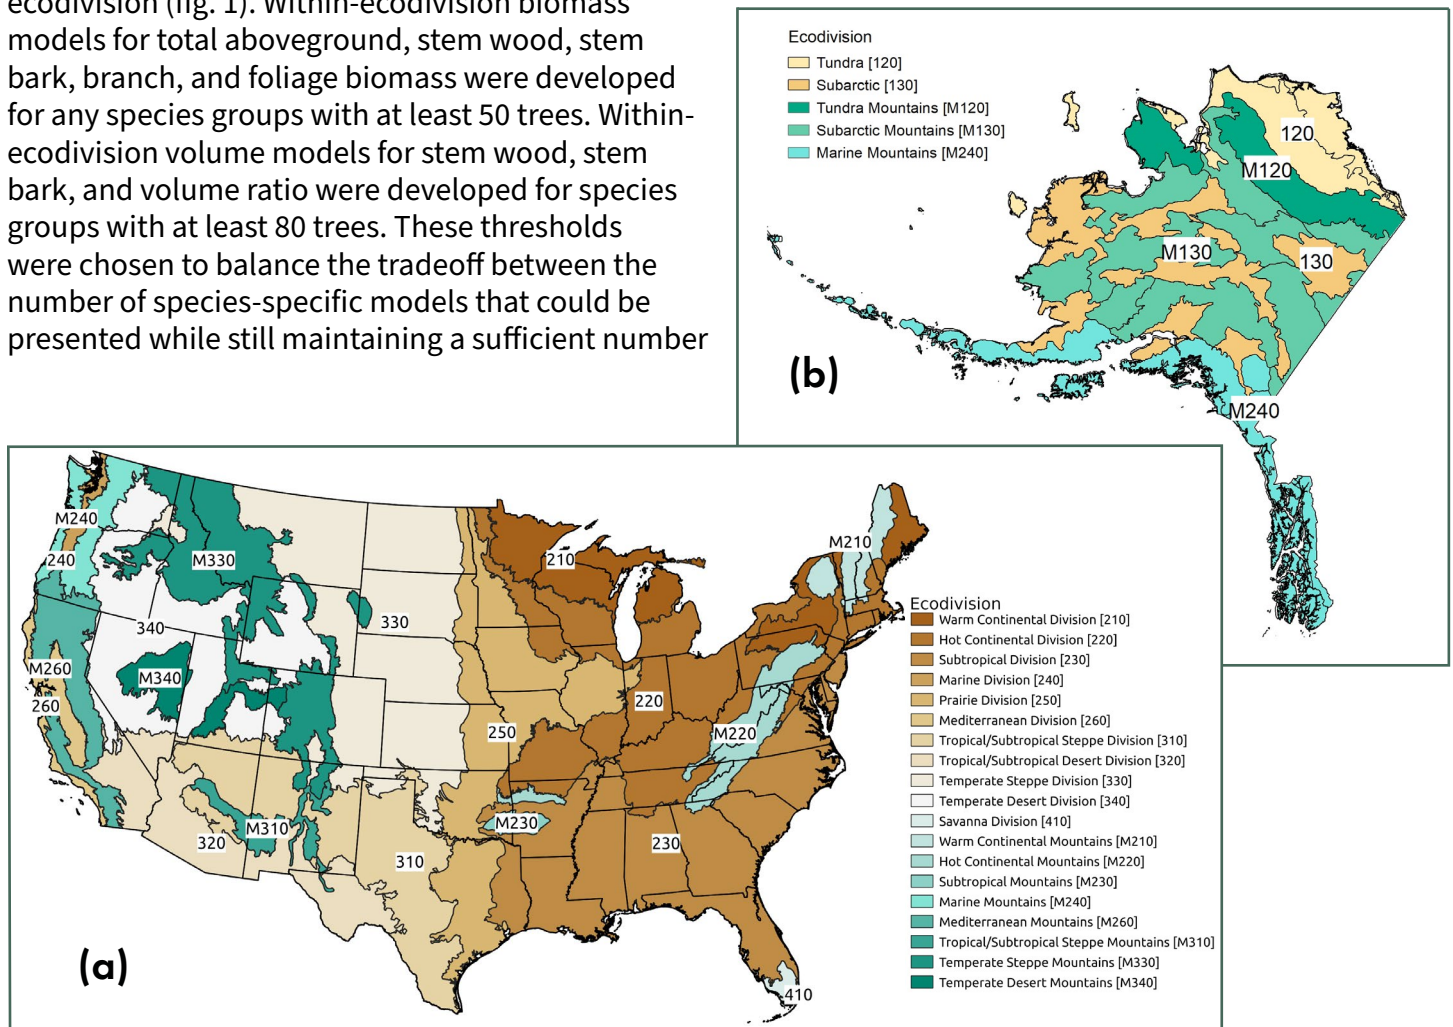 ecodivision (fig. 1). Within-ecodivision biomass
models for total aboveground, stem wood, stem
bark, branch, and foliage biomass were developed
for any species groups with at least 50 trees. Within-
ecodivision volume models for stem wood, stem
bark, and volume ratio were developed for species
groups with at least 80 trees. These thresholds
were chosen to balance the tradeoff between the
number of species-specific models that could be
presented while still maintaining a sufficient number
Ecodivision
Tundra [120]
Subarctic [130]
Tundra Mountains [M120]
Subarctic Mountains [M130]
Marine Mountains [M240]
120
M120
M130
130
M240
(b)
M240
240
M330
340
M340
M260
260
330
210
M210
220
250
M220
M230
M310
320
310
230
410
(a)
Ecodivision
Warm Continental Division [210]
Hot Continental Division [220]
Subtropical Division [230]
Marine Division [240]
Prairie Division [250]
Mediterranean Division [260]
Tropical/Subtropical Steppe Division [310]
Tropical/Subtropical Desert Division [320]
Temperate Steppe Division [330]
Temperate Desert Division [340]
Savanna Division [410]
Warm Continental Mountains [M210]
Hot Continental Mountains [M220]
Subtropical Mountains [M230]
Marine Mountains [M240]
Mediterranean Mountains [M260]
Tropical/Subtropical Steppe Mountains [M310]
Temperate Steppe Mountains [M330]
Temperate Desert Mountains [M340]